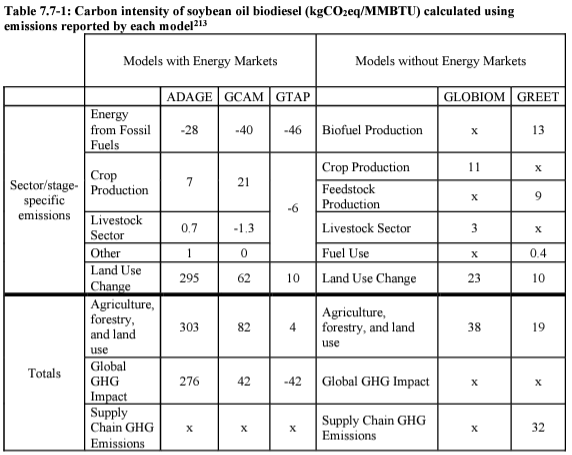 Table 7.7-1: Carbon intensity of soybean oil biodiesel (kgCO₂eq/MMBTU) calculated using
emissions reported by each model²¹³
Models with Energy Markets
Models without Energy Markets
ADAGE GCAM GTAP GLOBIOM GREET
Sector/stage-
specific
emissions
Energy
from Fossil
Fuels
-28 -40 -46
Biofuel Production x 13
Crop
Production
7 21
-6
Crop Production 11 x
Feedstock
Production
x 9
Livestock
Sector
0.7 -1.3
Livestock Sector 3 x
Other 1 0
Fuel Use x 0.4
Land Use
Change
295 62 10
Land Use Change 23 10
Totals
Agriculture,
forestry,
and land
use
303 82 4
Agriculture,
forestry, and land
use
38 19
Global
GHG
Impact
276 42 -42
Global GHG Impact x x
Supply
Chain GHG
Emissions
x x x
Supply Chain GHG
Emissions
x 32